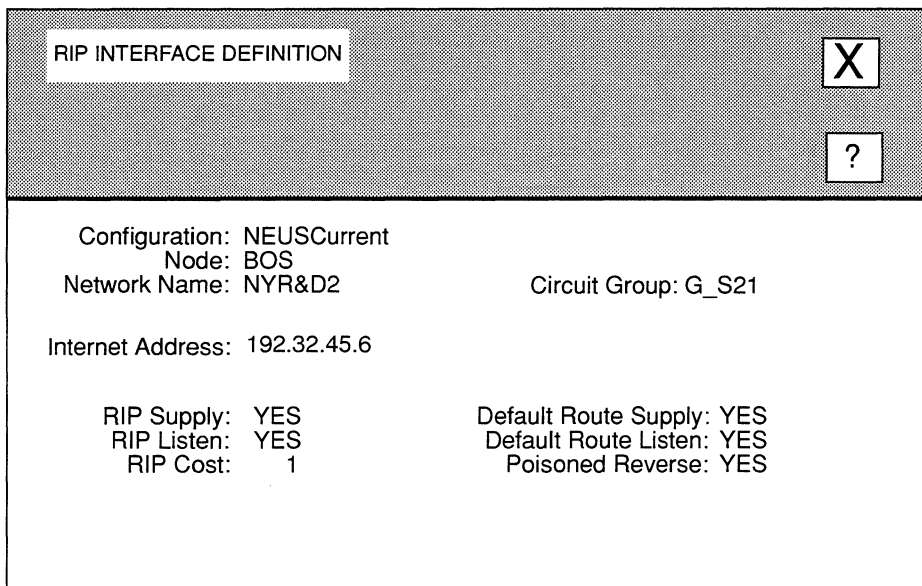 RIP INTERFACE DEFINITION
X
?
Configuration: NEUSCurrent
Node: BOS
Network Name: NYR&D2 Circuit Group: G_S21
Internet Address: 192.32.45.6
RIP Supply: YES Default Route Supply: YES
RIP Listen: YES Default Route Listen: YES
RIP Cost: 1 Poisoned Reverse: YES